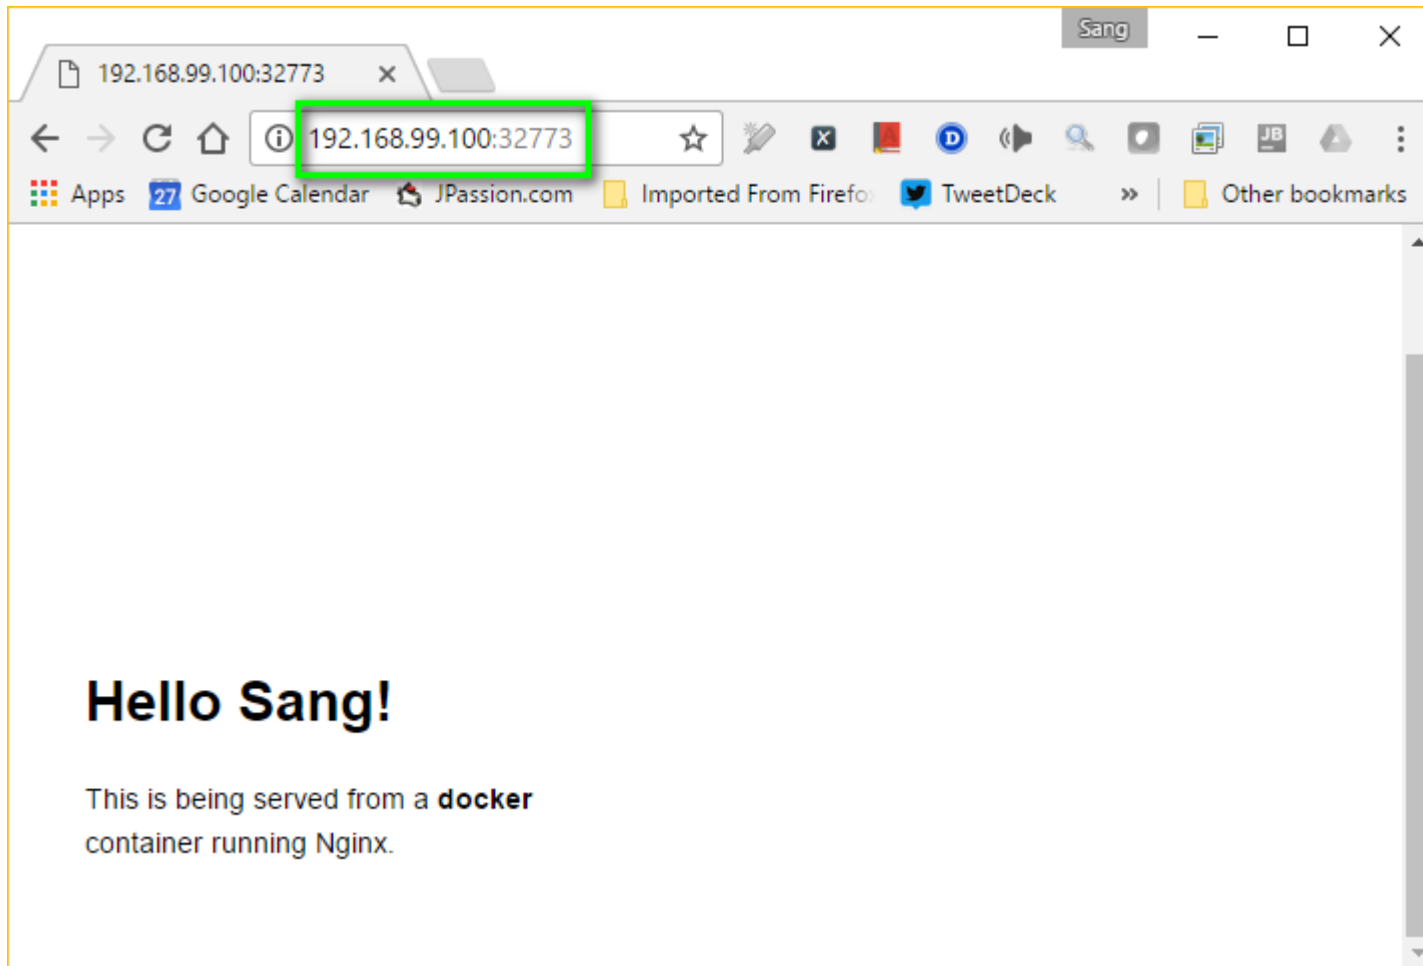 Sang
192.168.99.100:32773
192.168.99.100:32773
Apps 27 Google Calendar JPassion.com Imported From Firefo TweetDeck » Other bookmarks
JB
Hello Sang!
This is being served from a docker
container running Nginx.